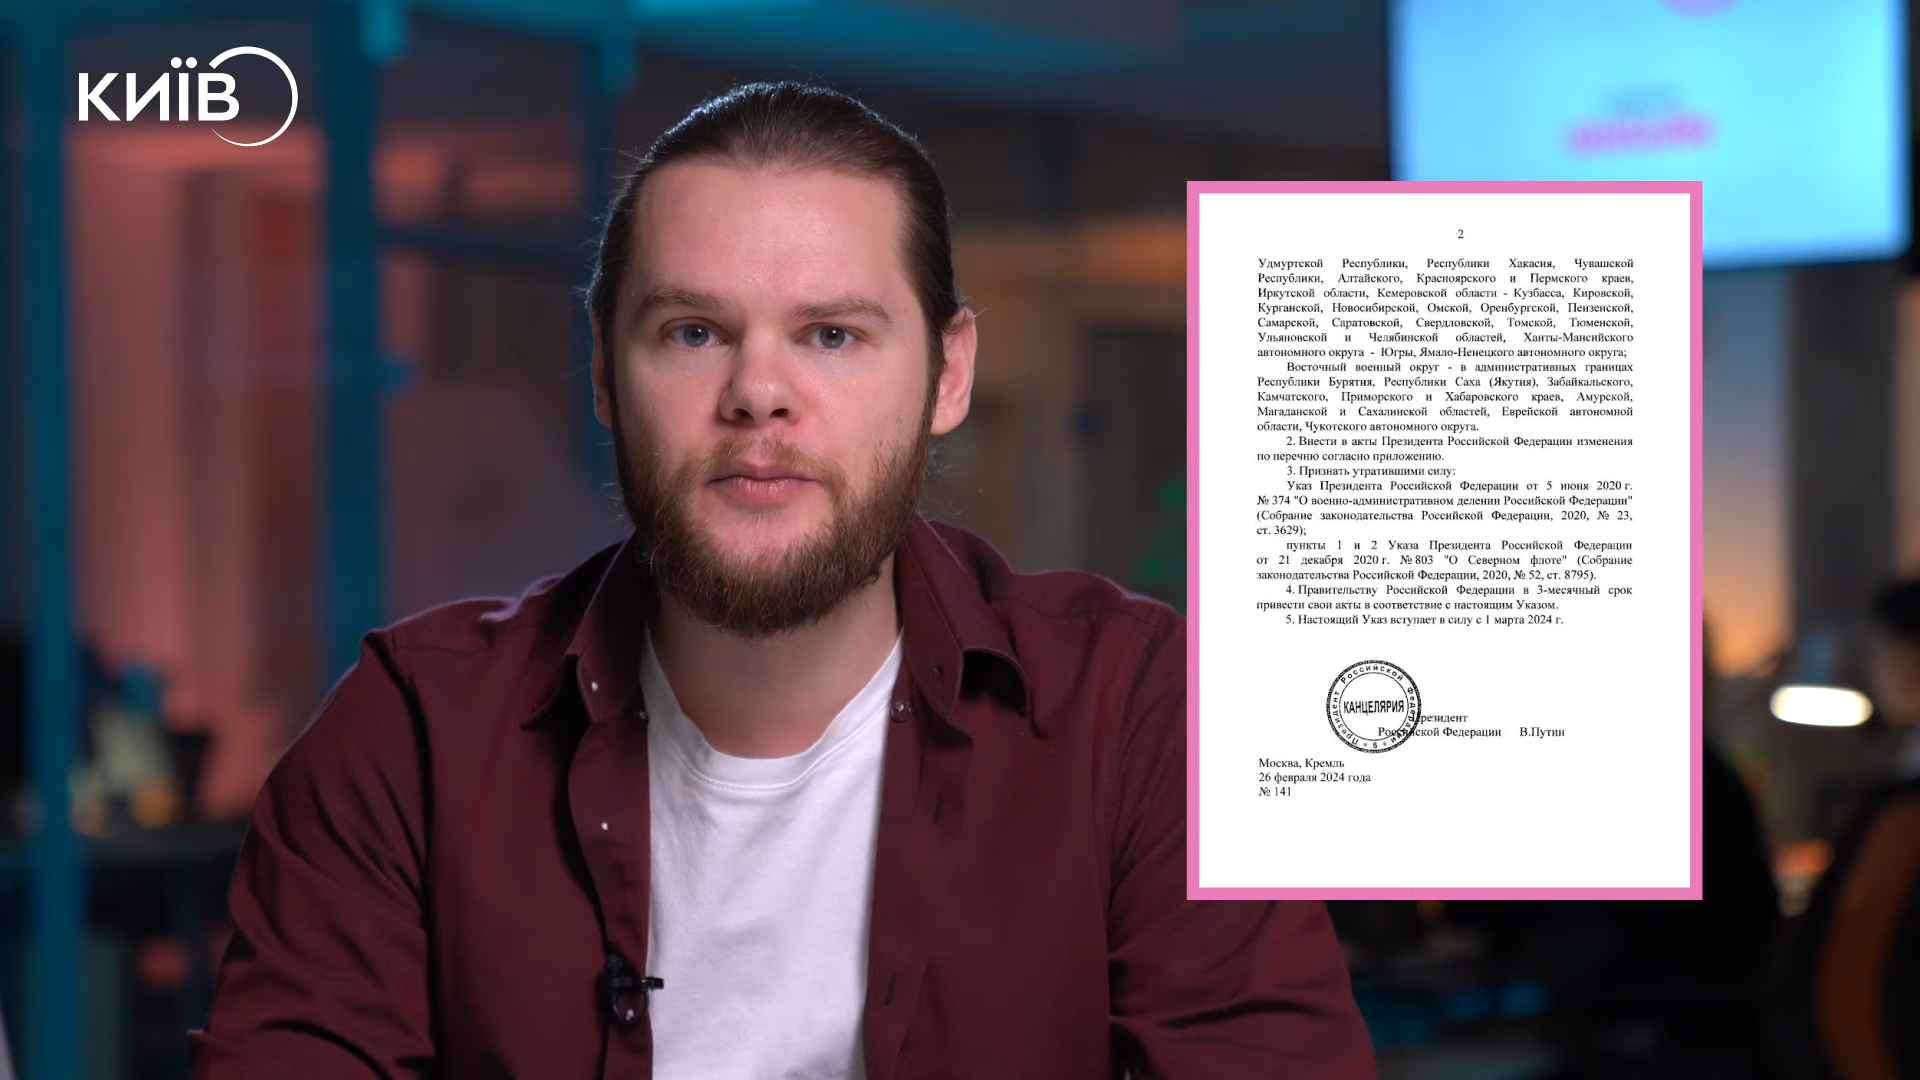 КИЇВ
2
Удмуртской Республики, Республики Хакасия, Чувашской
Республики, Алтайского, Красноярского и Пермского краев,
Иркутской области, Кемеровской области - Кузбасса, Кировской,
Курганской, Новосибирской, Омской, Оренбургской, Пензенской,
Самарской, Саратовской, Свердловской, Томской, Тюменской,
Ульяновской и Челябинской областей, Ханты-Мансийского
автономного округа - Югры, Ямало-Ненецкого автономного округа;
Восточный военный округ - в административных границах
Республики Бурятия, Республики Саха (Якутия), Забайкальского,
Камчатского, Приморского и Хабаровского краев, Амурской,
Магаданской и Сахалинской областей, Еврейской автономной
области, Чукотского автономного округа.
2. Внести в акты Президента Российской Федерации изменения
по перечню согласно приложению.
3. Признать утратившими силу:
Указ Президента Российской Федерации от 5 июня 2020 г.
№ 374 "О военно-административном делении Российской Федерации"
(Собрание законодательства Российской Федерации, 2020, № 23,
ст. 3629);
пункты 1 и 2 Указа Президента Российской Федерации
от 21 декабря 2020 г. № 803 "О Северном флоте" (Собрание
законодательства Российской Федерации, 2020, № 52, ст. 8795).
4. Правительству Российской Федерации в 3-месячный срок
привести свои акты в соответствие с настоящим Указом.
5. Настоящий Указ вступает в силу с 1 марта 2024 г.
Президент Российской Федерации
КАНЦЕЛЯРИЯ
* 5 *
Президент
Российской Федерации В.Путин
Москва, Кремль
26 февраля 2024 года
№ 141